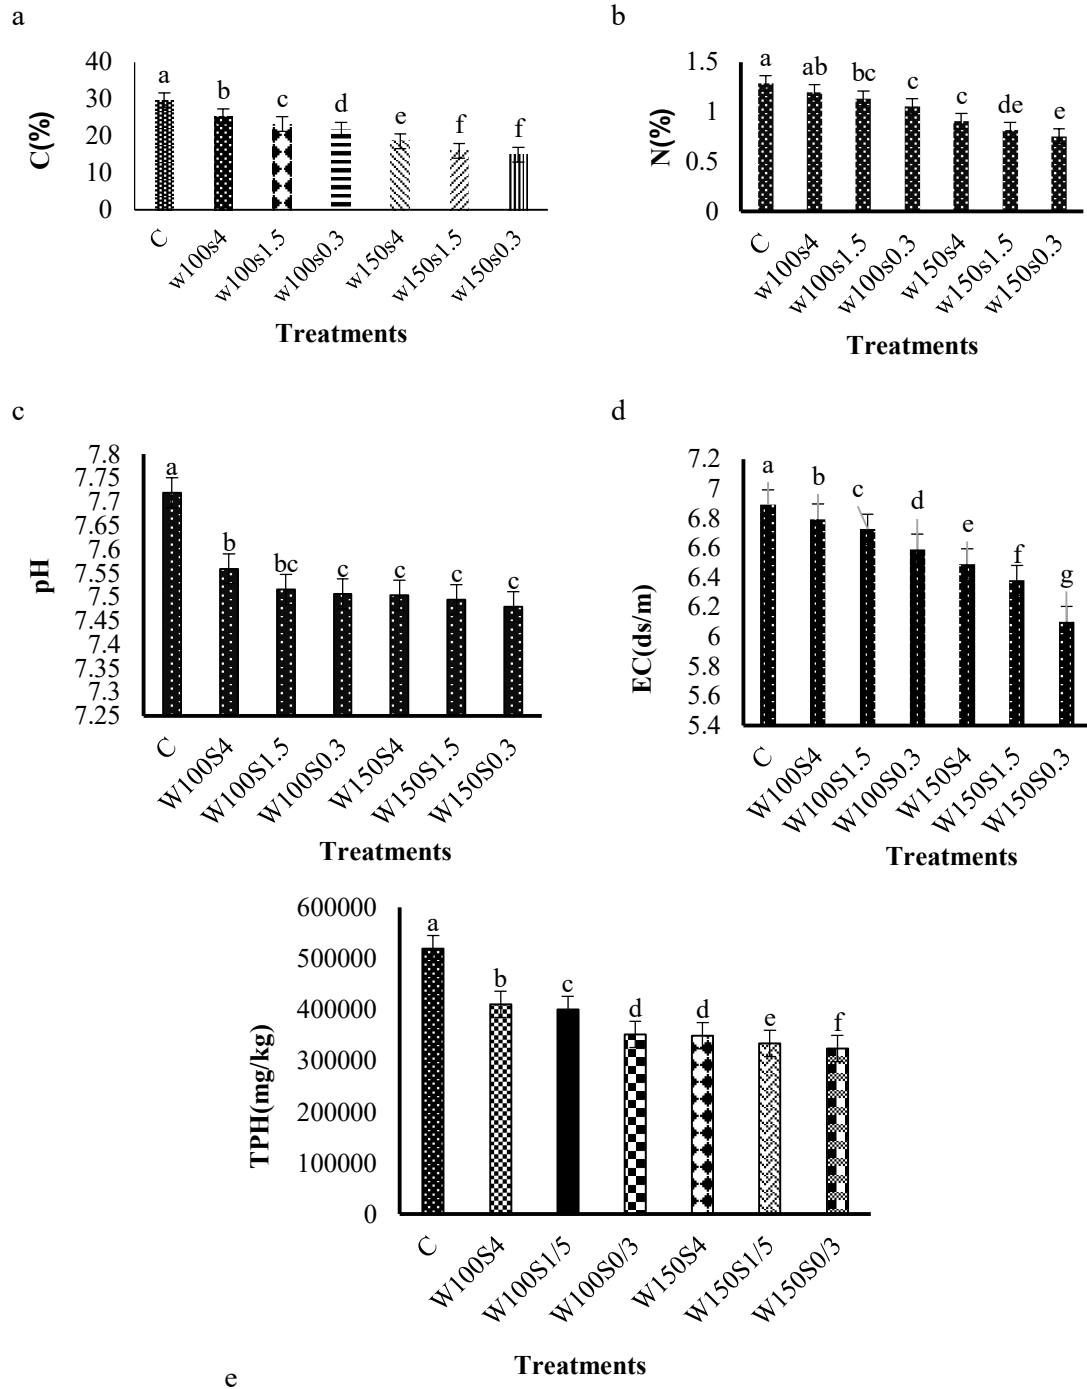 a
40
30
20
10
0
C(%)
a
b
c
d
e
f
f
C
w100s4
w100s1.5
w100s0.3
w150s4
w150s1.5
w150s0.3
Treatments
b
1.5
1
0.5
0
N(%)
a
ab
bc
c
c
de
e
C
w100s4
w100s1.5
w100s0.3
w150s4
w150s1.5
w150s0.3
Treatments
c
7.8
7.75
7.7
7.65
7.6
7.55
7.5
7.45
7.4
7.35
7.3
7.25
pH
a
b
bc
c
c
c
c
C
W100S4
W100S1.5
W100S0.3
W150S4
W150S1.5
W150S0.3
Treatments
d
7.2
7
6.8
6.6
6.4
6.2
6
5.8
5.6
5.4
EC(ds/m)
a
b
c
d
e
f
g
C
W100S4
W100S1.5
W100S0.3
W150S4
W150S1.5
W150S0.3
Treatments
600000
500000
400000
300000
200000
100000
0
TPH(mg/kg)
a
b
c
d
d
e
f
C
W100S4
W100S1/5
W100S0/3
W150S4
W150S1/5
W150S0/3
Treatments
e